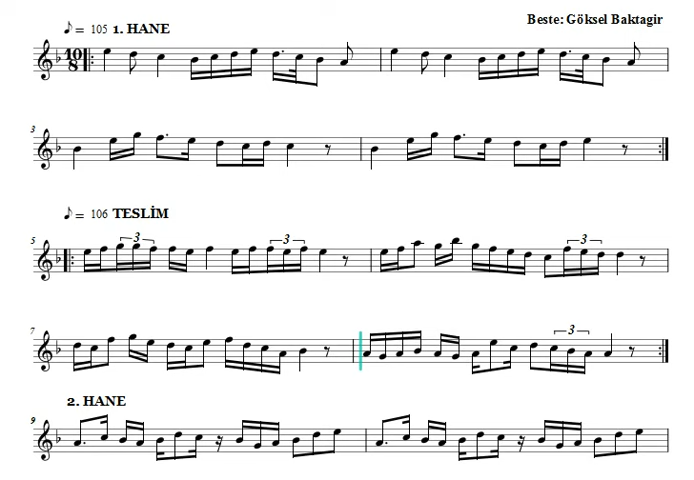 ♪ = 105 1. HANE
Beste: Göksel Baktagir
10
8
3
♪ = 106 TESLİM
5
3
3
3
7
3
2. HANE
9